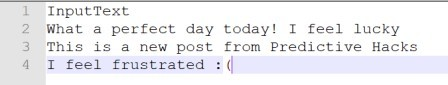 1 InputText
2 What a perfect day today! I feel lucky
3 This is a new post from Predictive Hacks
4 I feel frustrated :(